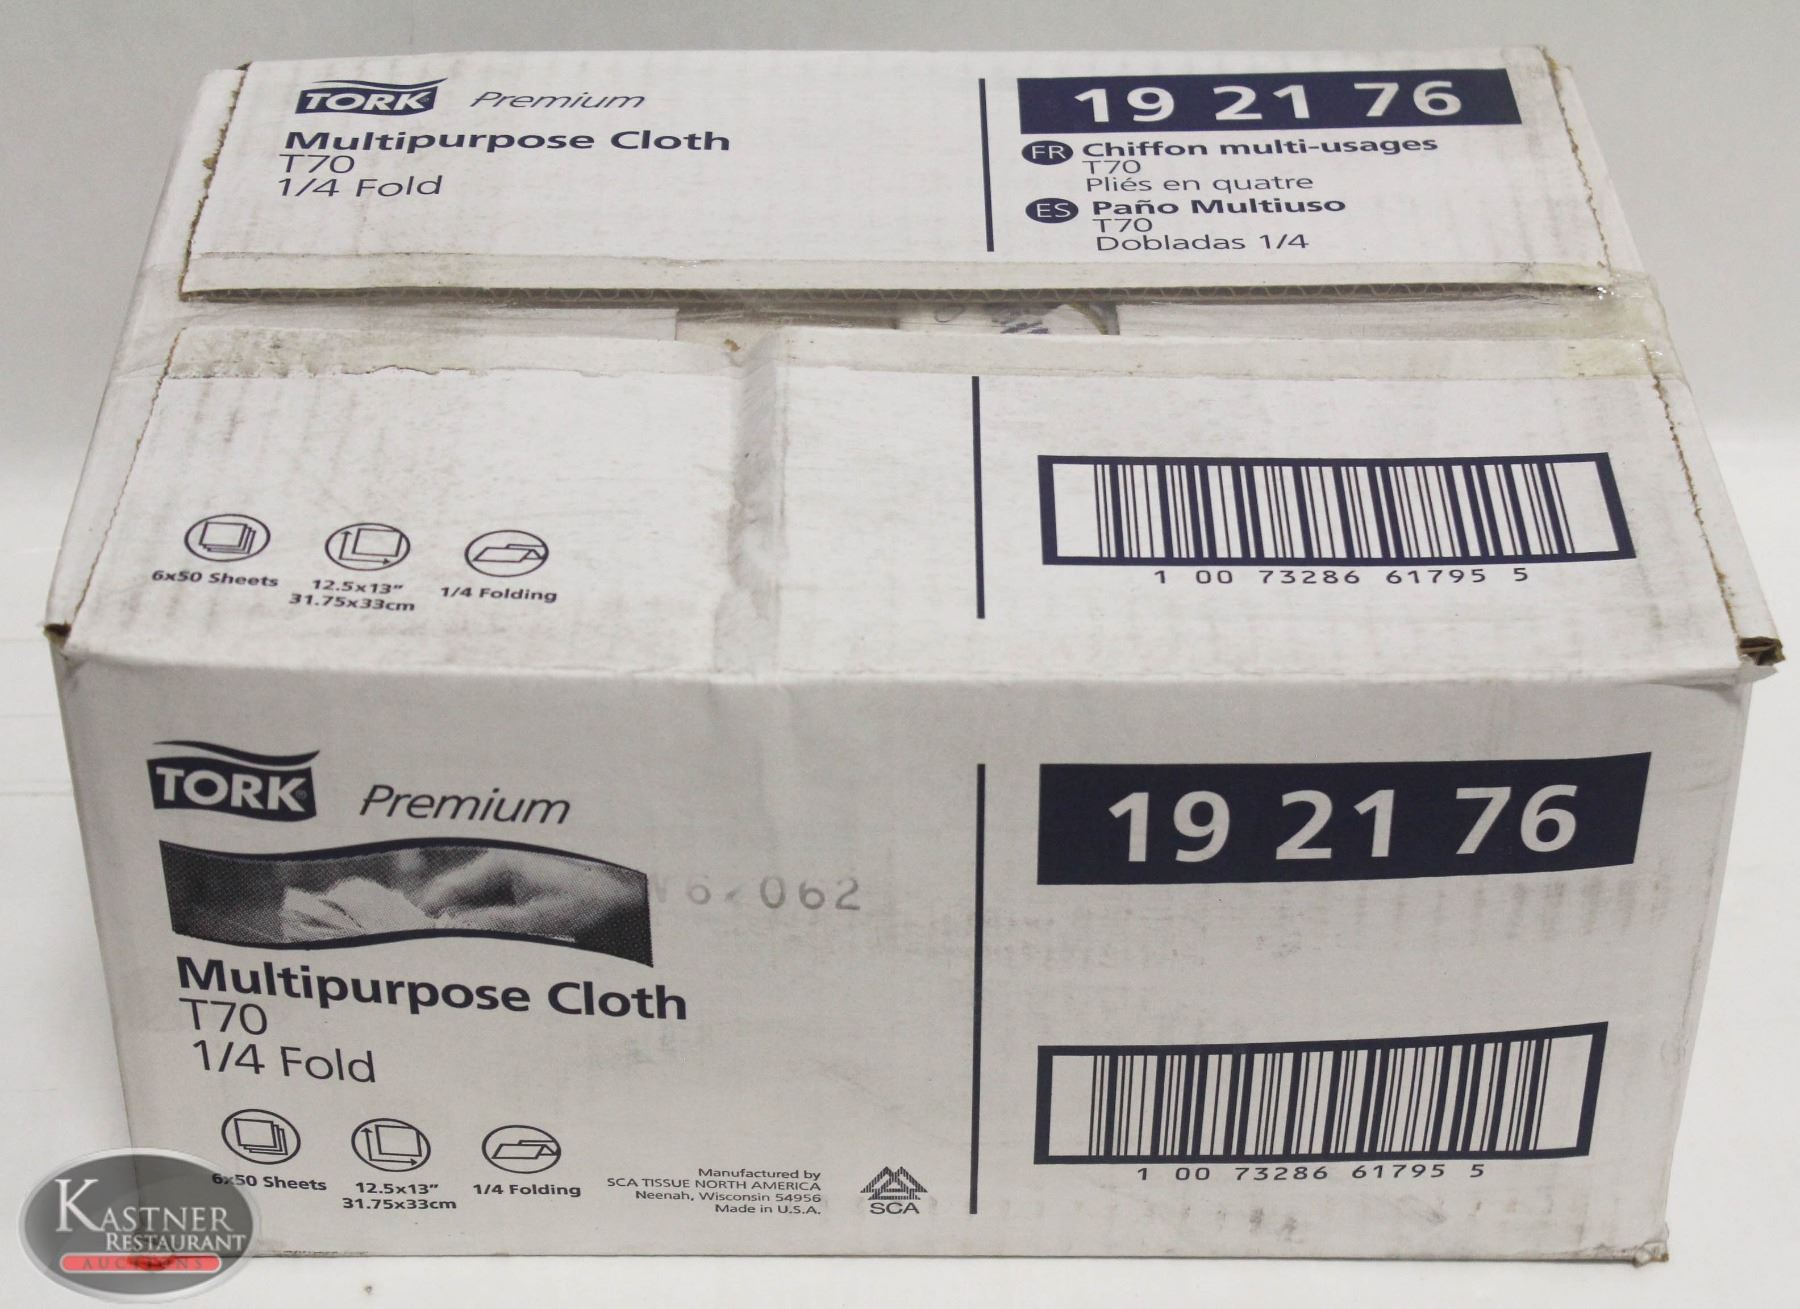 TORK Premium
Multipurpose Cloth
T70
1/4 Fold
19 21 76
FR Chiffon multi-usages
T70
Pliés en quatre
ES Paño Multiuso
T70
Dobladas 1/4
6x50 Sheets
12.5x13"
31.75x33cm
1/4 Folding
1 00 73286 61795 5
TORK® Premium
Multipurpose Cloth
T70
1/4 Fold
6x50 Sheets
12.5x13"
31.75x33cm
1/4 Folding
Manufactured by
SCA TISSUE NORTH AMERICA
Neenah, Wisconsin 54956
Made in U.S.A.
SCA
19 21 76
1 00 73286 61795 5
KASTNER
RESTAURANT
AUCTIONS